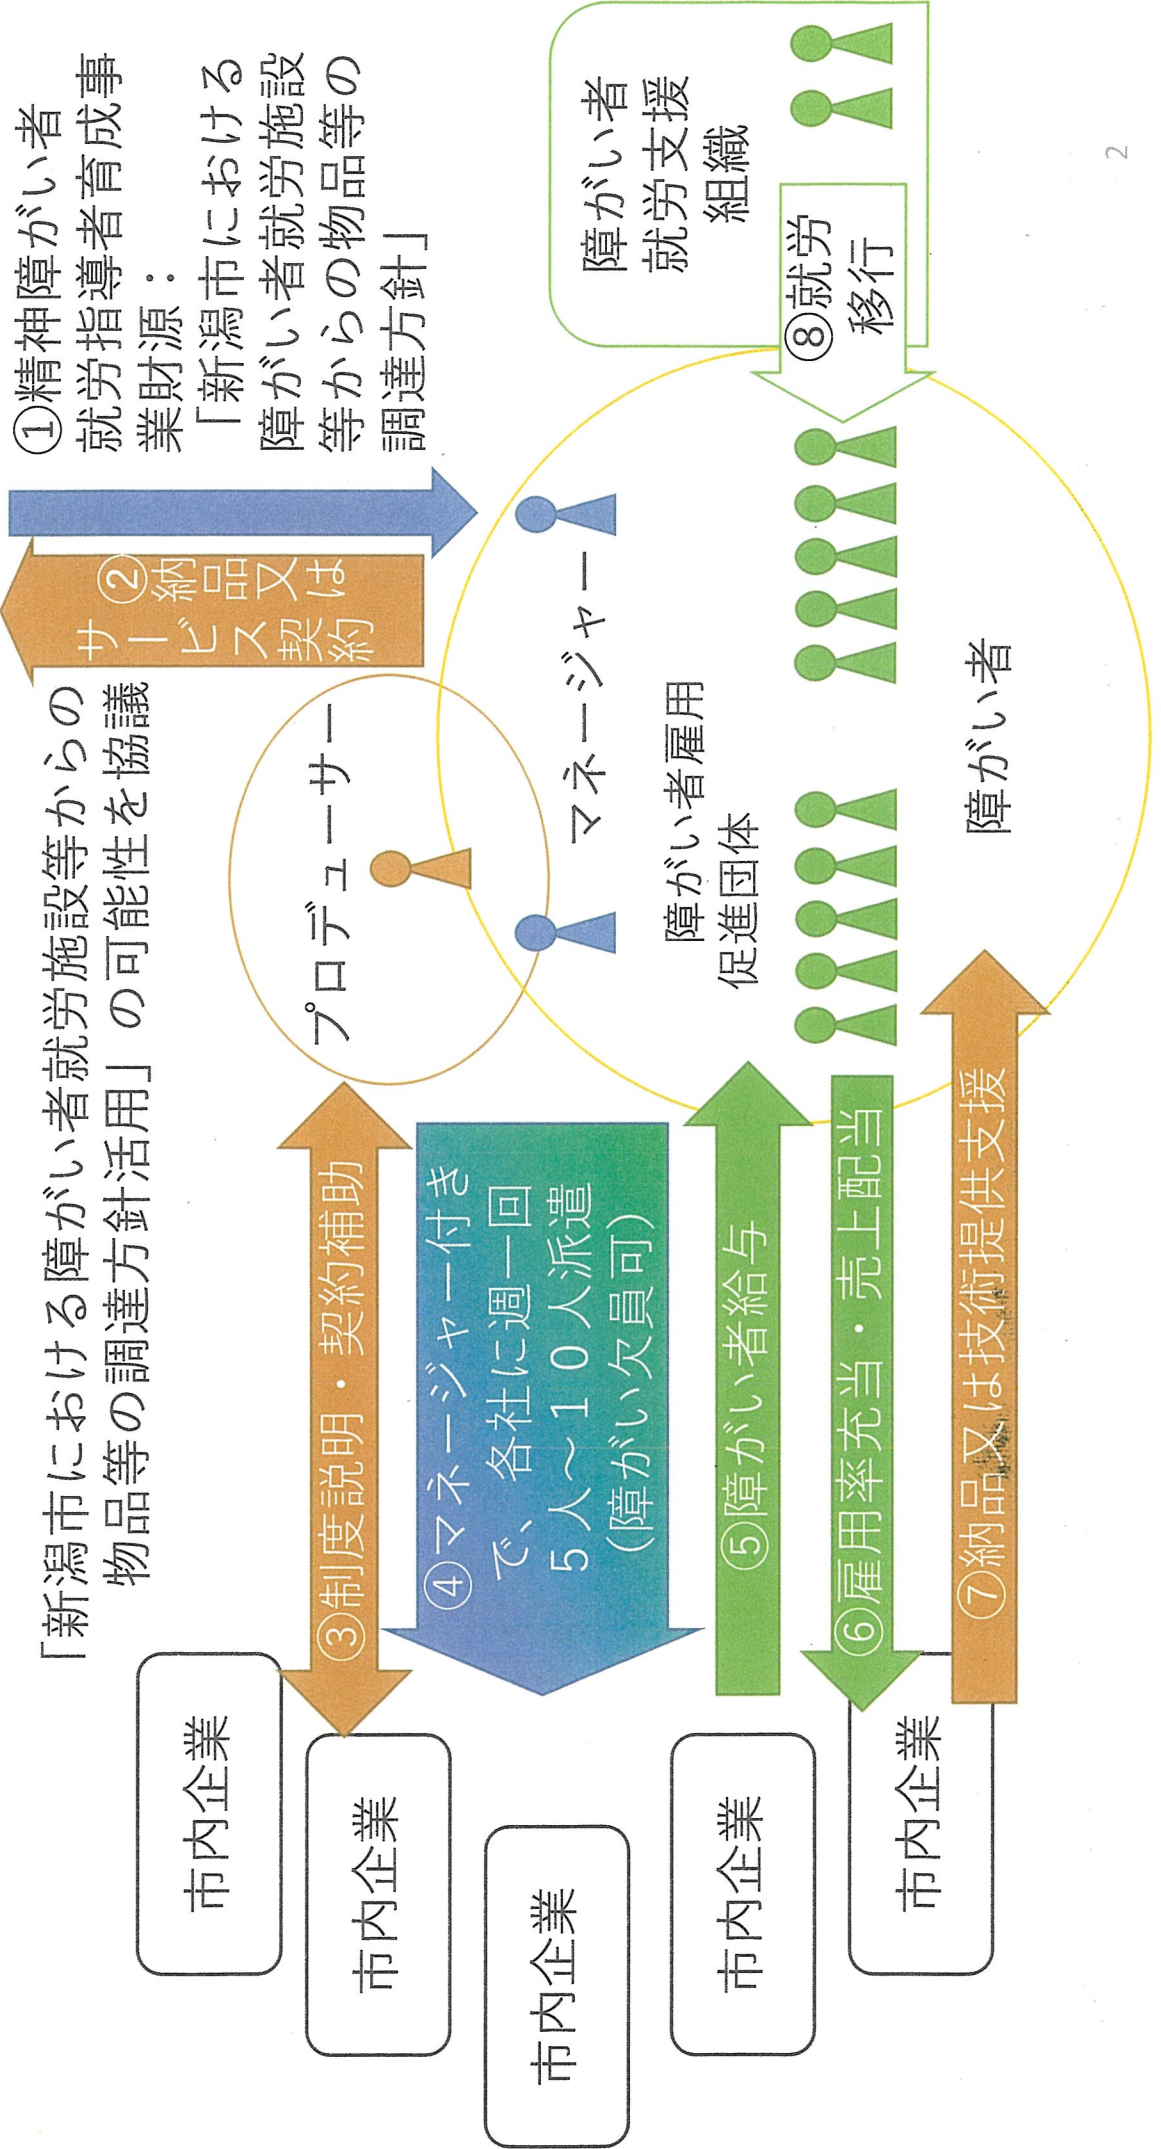 「新潟市における障がい者就労施設等からの
物品等の調達方針活用」の可能性を協議
①精神障がい者
就労指導者育成事
業財源：
「新潟市における
障がい者就労施設
等からの物品等の
調達方針」
②納品又は
サービス契約
プロデューサー
マネージャー
障がい者雇用
促進団体
障がい者
障がい者
就労支援
組織
⑧就労
移行
③制度説明・契約補助
④マネージャー付き
で、各社に週一回
５人～１０人派遣
（障がい欠員可）
⑤障がい者給与
⑥雇用率充当・売上配当
⑦納品又は技術提供支援
市内企業
市内企業
市内企業
市内企業
市内企業
2